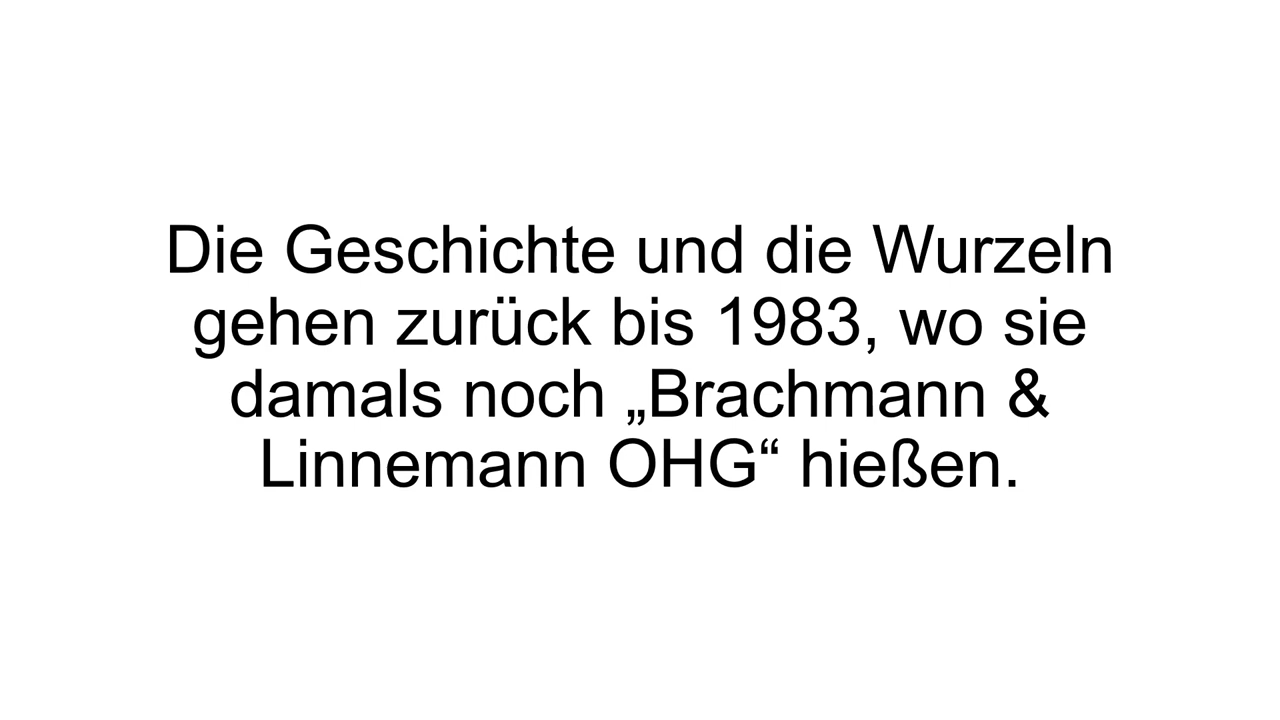 Die Geschichte und die Wurzeln
gehen zurück bis 1983, wo sie
damals noch „Brachmann &
Linnemann OHG“ hießen.